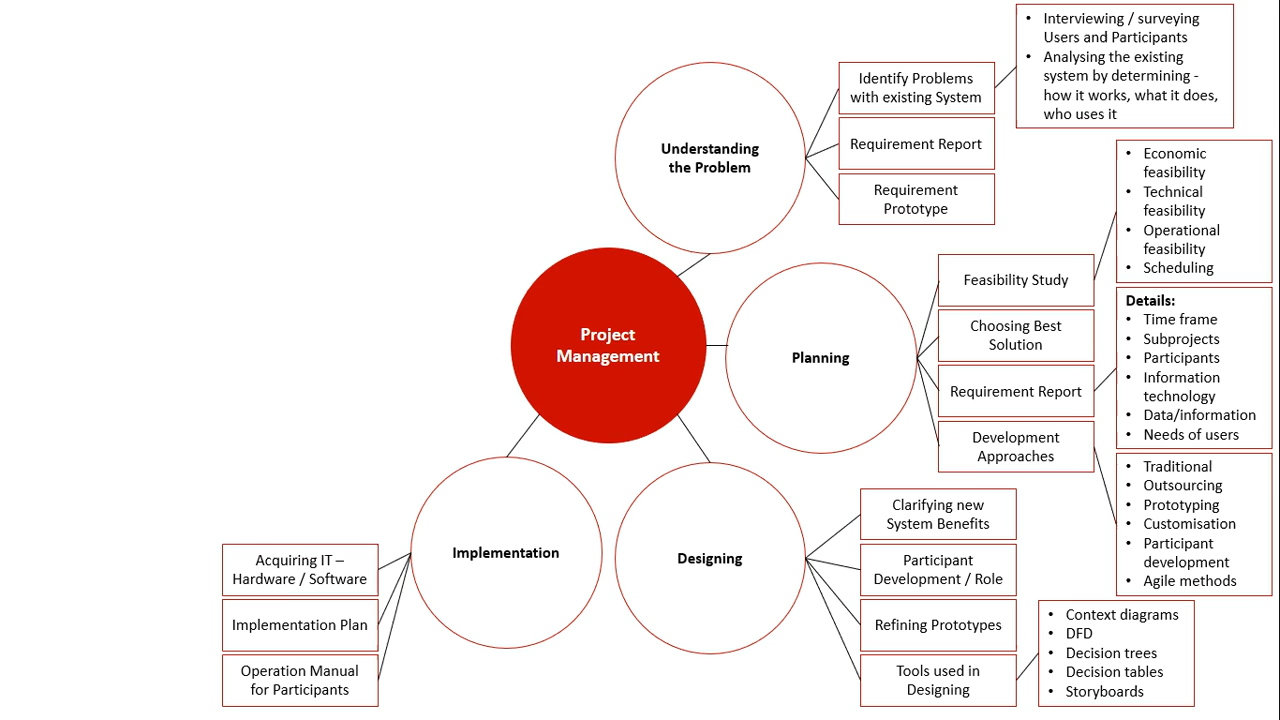 Project
Management
Understanding
the Problem
Identify Problems
with existing System
• Interviewing / surveying
Users and Participants
• Analysing the existing
system by determining -
how it works, what it does,
who uses it
Requirement Report
Requirement
Prototype
Planning
Feasibility Study
• Economic
feasibility
• Technical
feasibility
• Operational
feasibility
• Scheduling
Choosing Best
Solution
Requirement Report
Details:
• Time frame
• Subprojects
• Participants
• Information
technology
• Data/information
• Needs of users
Development
Approaches
• Traditional
• Outsourcing
• Prototyping
• Customisation
• Participant
development
• Agile methods
Designing
Clarifying new
System Benefits
Participant
Development / Role
Refining Prototypes
Tools used in
Designing
• Context diagrams
• DFD
• Decision trees
• Decision tables
• Storyboards
Implementation
Acquiring IT –
Hardware / Software
Implementation Plan
Operation Manual
for Participants